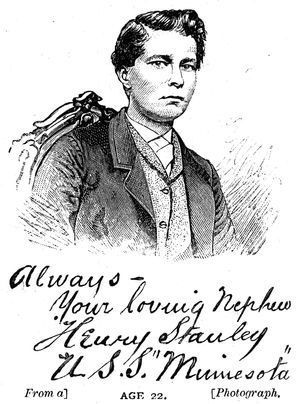 Always –
Your loving Nephew
Henry Stanley
U. S. S. "Minnesota"
From a] AGE 22. [Photograph.